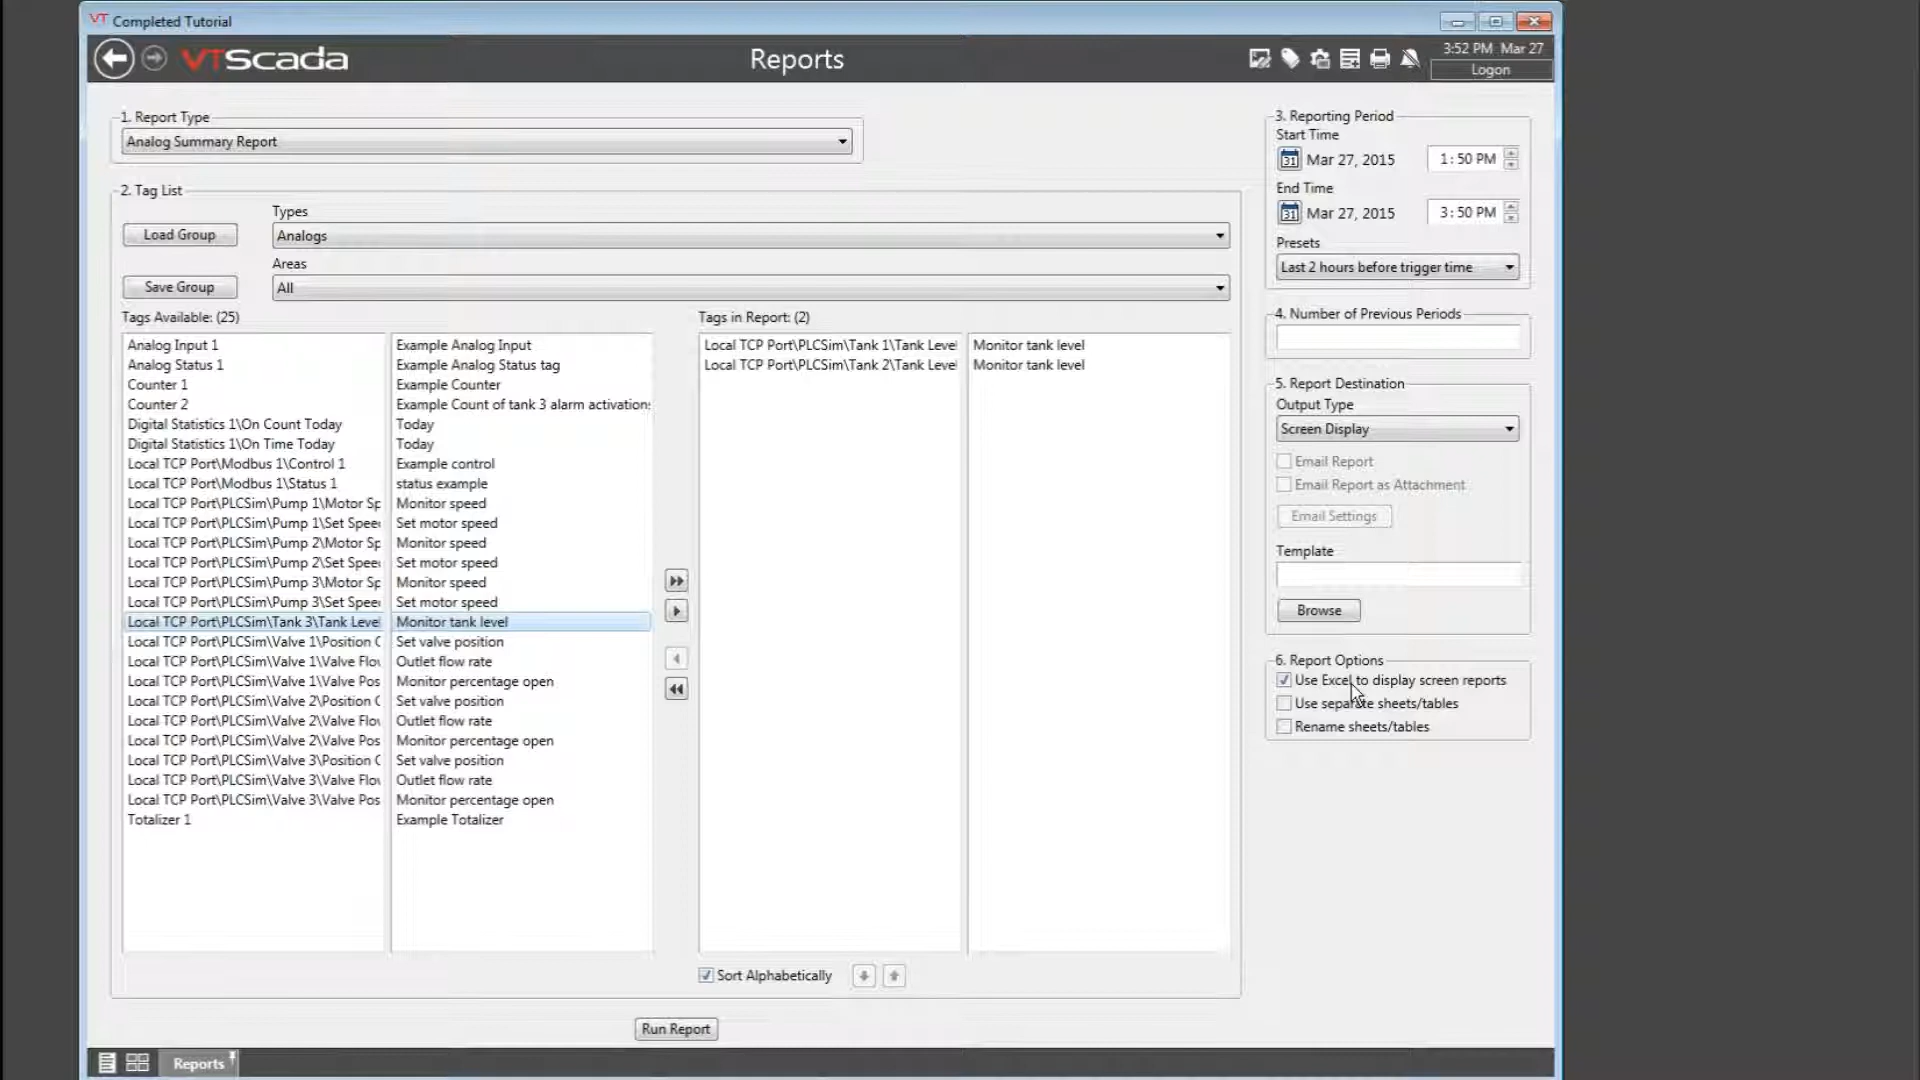 VT Completed Tutorial
VTScada
Reports
3:52 PM Mar 27
Logon
1. Report Type
Analog Summary Report
2. Tag List
Types
Load Group
Analogs
Areas
Save Group
All
Tags Available: (25)
Analog Input 1 Example Analog Input
Analog Status 1 Example Analog Status tag
Counter 1 Example Counter
Counter 2 Example Count of tank 3 alarm activations
Digital Statistics 1\On Count Today Today
Digital Statistics 1\On Time Today Today
Local TCP Port\Modbus 1\Control 1 Example control
Local TCP Port\Modbus 1\Status 1 status example
Local TCP Port\PLCSim\Pump 1\Motor Sp Monitor speed
Local TCP Port\PLCSim\Pump 1\Set Speed Set motor speed
Local TCP Port\PLCSim\Pump 2\Motor Sp Monitor speed
Local TCP Port\PLCSim\Pump 2\Set Speed Set motor speed
Local TCP Port\PLCSim\Pump 3\Motor Sp Monitor speed
Local TCP Port\PLCSim\Pump 3\Set Speed Set motor speed
Local TCP Port\PLCSim\Tank 3\Tank Level Monitor tank level
Local TCP Port\PLCSim\Valve 1\Position C Set valve position
Local TCP Port\PLCSim\Valve 1\Valve Flow Outlet flow rate
Local TCP Port\PLCSim\Valve 1\Valve Pos Monitor percentage open
Local TCP Port\PLCSim\Valve 2\Position C Set valve position
Local TCP Port\PLCSim\Valve 2\Valve Flow Outlet flow rate
Local TCP Port\PLCSim\Valve 2\Valve Pos Monitor percentage open
Local TCP Port\PLCSim\Valve 3\Position C Set valve position
Local TCP Port\PLCSim\Valve 3\Valve Flow Outlet flow rate
Local TCP Port\PLCSim\Valve 3\Valve Pos Monitor percentage open
Totalizer 1 Example Totalizer
Tags in Report: (2)
Local TCP Port\PLCSim\Tank 1\Tank Level Monitor tank level
Local TCP Port\PLCSim\Tank 2\Tank Level Monitor tank level
Sort Alphabetically
Run Report
3. Reporting Period
Start Time
31 Mar 27, 2015 1:50 PM
End Time
31 Mar 27, 2015 3:50 PM
Presets
Last 2 hours before trigger time
4. Number of Previous Periods
5. Report Destination
Output Type
Screen Display
Email Report
Email Report as Attachment
Email Settings
Template
Browse
6. Report Options
Use Excel to display screen reports
Use separate sheets/tables
Rename sheets/tables
Reports